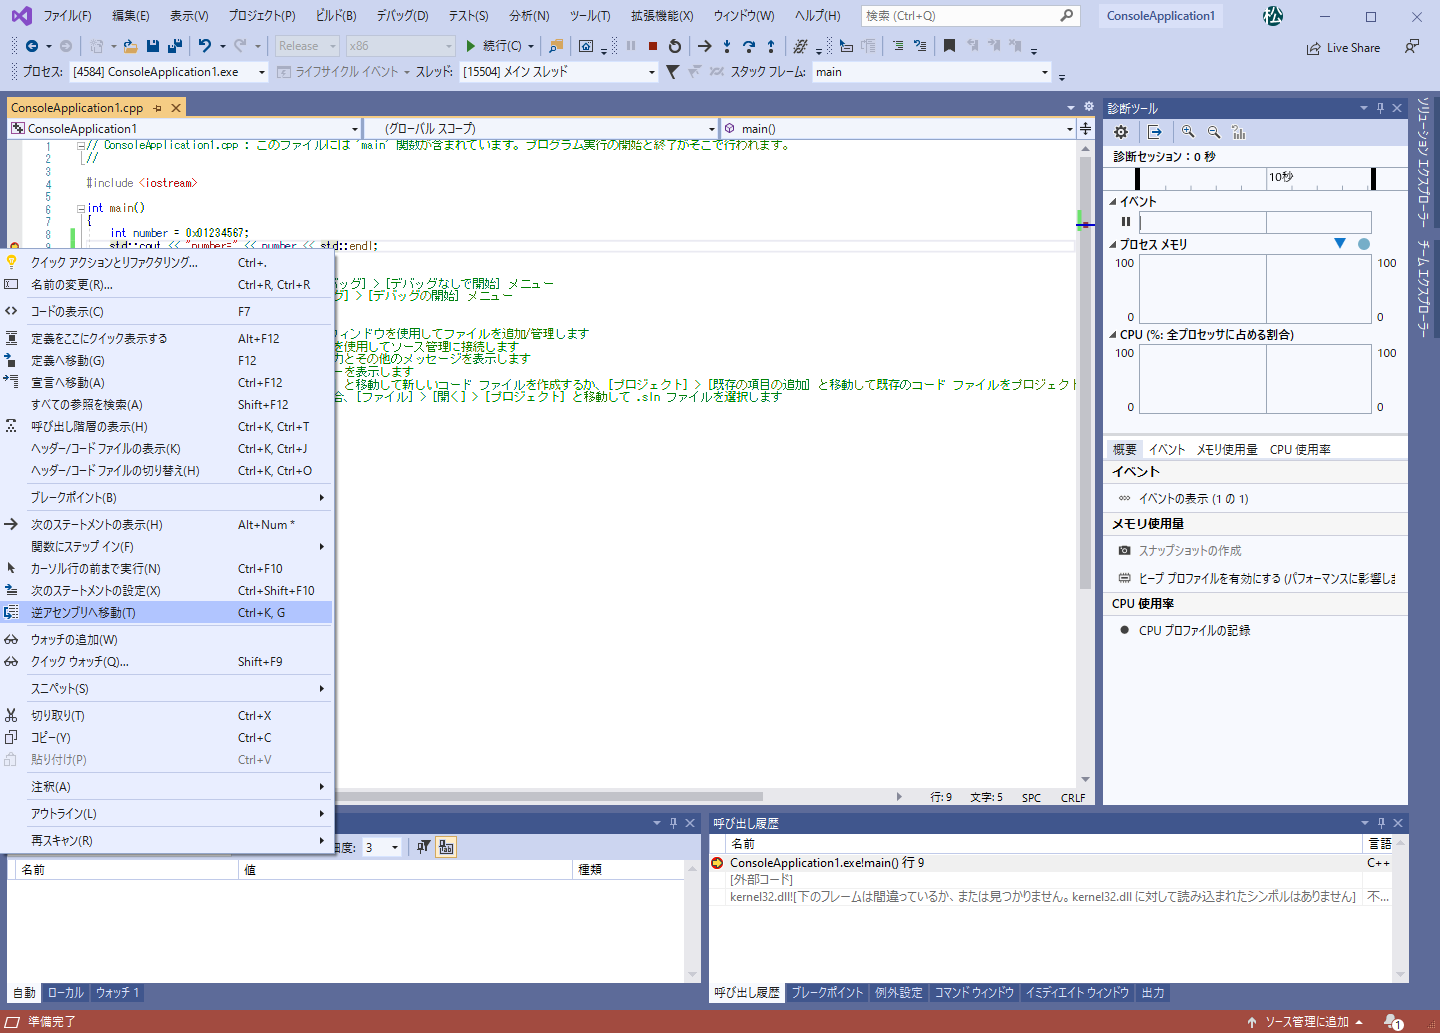 ファイル(F) 編集(E) 表示(V) プロジェクト(P) ビルド(B) デバッグ(D) テスト(S) 分析(N) ツール(T) 拡張機能(X) ウィンドウ(W) ヘルプ(H) 検索 (Ctrl+Q) ConsoleApplication1
Release x86 続行(C) Live Share
プロセス: [4584] ConsoleApplication1.exe ライフサイクル イベント スレッド: [15504] メイン スレッド スタック フレーム: main
ConsoleApplication1.cpp
ConsoleApplication1 (グローバル スコープ) main()
1 // ConsoleApplication1.cpp : このファイルには 'main' 関数が含まれています。プログラム実行の開始と終了がそこで行われます。
2 //
3
4 #include <iostream>
5
6 int main()
7 {
8 int number = 0x01234567;
9 std::cout << "number=" << number << std::endl;
バッグ] > [デバッグなしで開始] メニュー
グ] > [デバッグの開始] メニュー
ィンドウを使用してファイルを追加/管理します
を使用してソース管理に接続します
力とその他のメッセージを表示します
ーを表示します
] と移動して新しいコード ファイルを作成するか、[プロジェクト] > [既存の項目の追加] と移動して既存のコード ファイルをプロジェクト
合、[ファイル] > [開く] > [プロジェクト] と移動して .sln ファイルを選択します
クイック アクションとリファクタリング... Ctrl+.
名前の変更(R)... Ctrl+R, Ctrl+R
コードの表示(C) F7
定義をここにクイック表示する Alt+F12
定義へ移動(G) F12
宣言へ移動(A) Ctrl+F12
すべての参照を検索(A) Shift+F12
呼び出し階層の表示(H) Ctrl+K, Ctrl+T
ヘッダー/コード ファイルの表示(K) Ctrl+K, Ctrl+J
ヘッダー/コード ファイルの切り替え(H) Ctrl+K, Ctrl+O
ブレークポイント(B)
次のステートメントの表示(H) Alt+Num *
関数にステップ イン(F)
カーソル行の前まで実行(N) Ctrl+F10
次のステートメントの設定(X) Ctrl+Shift+F10
逆アセンブリへ移動(T) Ctrl+K, G
ウォッチの追加(W)
クイック ウォッチ(Q)... Shift+F9
スニペット(S)
切り取り(T) Ctrl+X
コピー(Y) Ctrl+C
貼り付け(P) Ctrl+V
注釈(A)
アウトライン(L)
再スキャン(R)
行: 9 文字: 5 SPC CRLF
診断ツール
診断セッション: 0 秒
10秒
イベント
プロセス メモリ
100 100
0 0
CPU (%: 全プロセッサに占める割合)
100 100
0 0
概要 イベント メモリ使用量 CPU 使用率
イベント
イベントの表示 (1 の 1)
メモリ使用量
スナップショットの作成
ヒープ プロファイルを有効にする (パフォーマンスに影響しま
CPU 使用率
CPU プロファイルの記録
ソリューション エクスプローラー
チーム エクスプローラー
度: 3
名前 値 種類
自動 ローカル ウォッチ 1
呼び出し履歴
名前 言語
ConsoleApplication1.exe!main() 行 9 C++
[外部コード]
kernel32.dll![下のフレームは間違っているか、または見つかりません。kernel32.dll に対して読み込まれたシンボルはありません] 不...
呼び出し履歴 ブレークポイント 例外設定 コマンド ウィンドウ イミディエイト ウィンドウ 出力
準備完了 ソース管理に追加 1